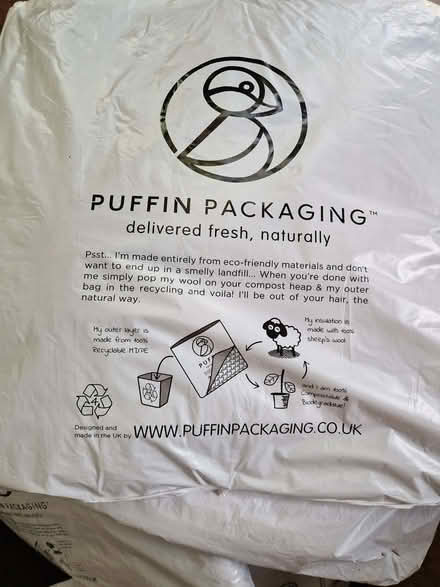 PUFFIN PACKAGING™
delivered fresh, naturally
Psst... I'm made entirely from eco-friendly materials and don't
want to end up in a smelly landfill... When you're done with
me simply pop my wool on your compost heap & my outer
bag in the recycling and voila! I'll be out of your hair, the
natural way.
My outer layer is
made from 100%
Recyclable MDPE
PUFF
My insulation is
made with 100%
sheep's wool
and I am 100%
Compostable &
Biodegradable!
4
Designed and
made in the UK by WWW.PUFFINPACKAGING.CO.UK
PACKAGING™